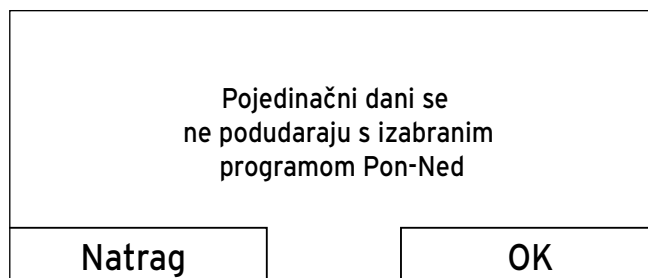 Pojedinačni dani se
ne podudaraju s izabranim
programom Pon-Ned
Natrag
OK